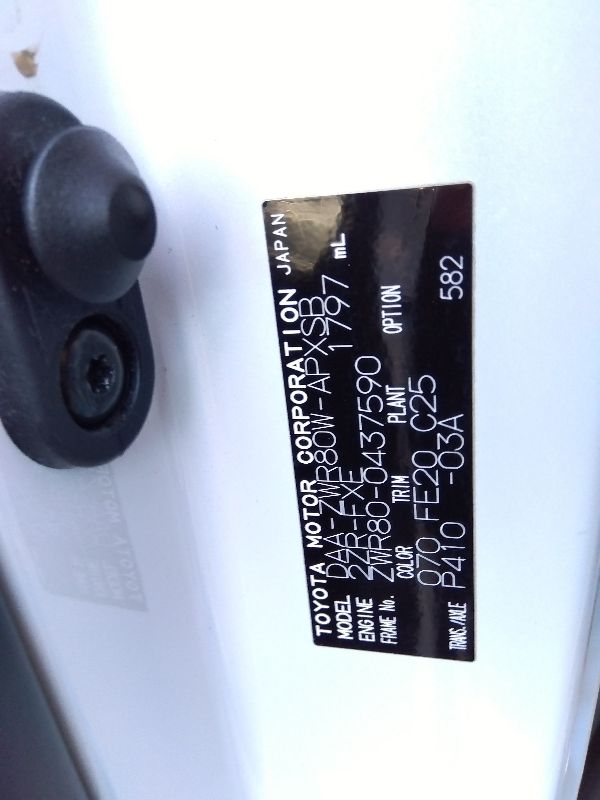 TOYOTA MOTOR CORPORATION JAPAN
MODEL DAA-ZWR80W-APXSB
ENGINE 2ZR-FXE 1797 mL
FRAME No. ZWR80-0437590
COLOR TRIM PLANT OPTION
070 FE20 C25
TRANS./AXLE P410 -03A 582